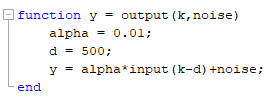 function y = output(k,noise)
alpha = 0.01;
d = 500;
y = alpha*input(k-d)+noise;
end